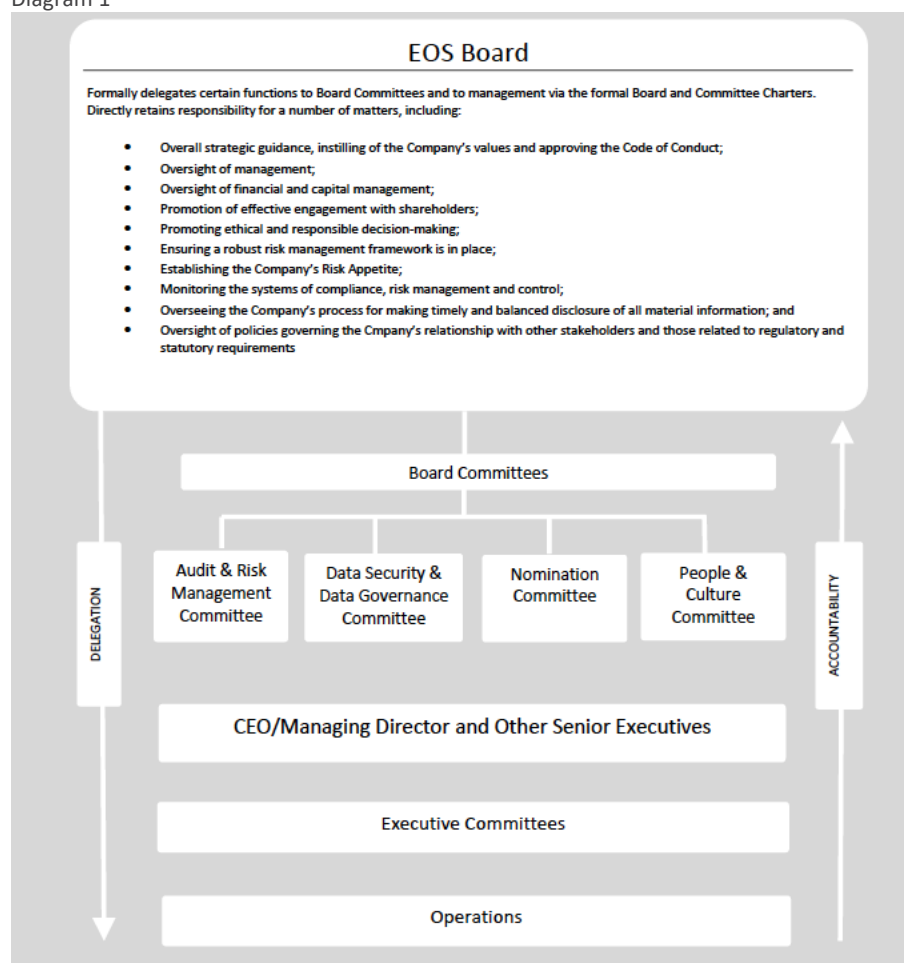 Diagram 1
EOS Board
Formally delegates certain functions to Board Committees and to management via the formal Board and Committee Charters.
Directly retains responsibility for a number of matters, including:
• Overall strategic guidance, instilling of the Company's values and approving the Code of Conduct;
• Oversight of management;
• Oversight of financial and capital management;
• Promotion of effective engagement with shareholders;
• Promoting ethical and responsible decision-making;
• Ensuring a robust risk management framework is in place;
• Establishing the Company's Risk Appetite;
• Monitoring the systems of compliance, risk management and control;
• Overseeing the Company's process for making timely and balanced disclosure of all material information; and
• Oversight of policies governing the Cmpany's relationship with other stakeholders and those related to regulatory and
statutory requirements
Board Committees
Audit & Risk
Management
Committee
Data Security &
Data Governance
Committee
Nomination
Committee
People &
Culture
Committee
DELEGATION
ACCOUNTABILITY
CEO/Managing Director and Other Senior Executives
Executive Committees
Operations